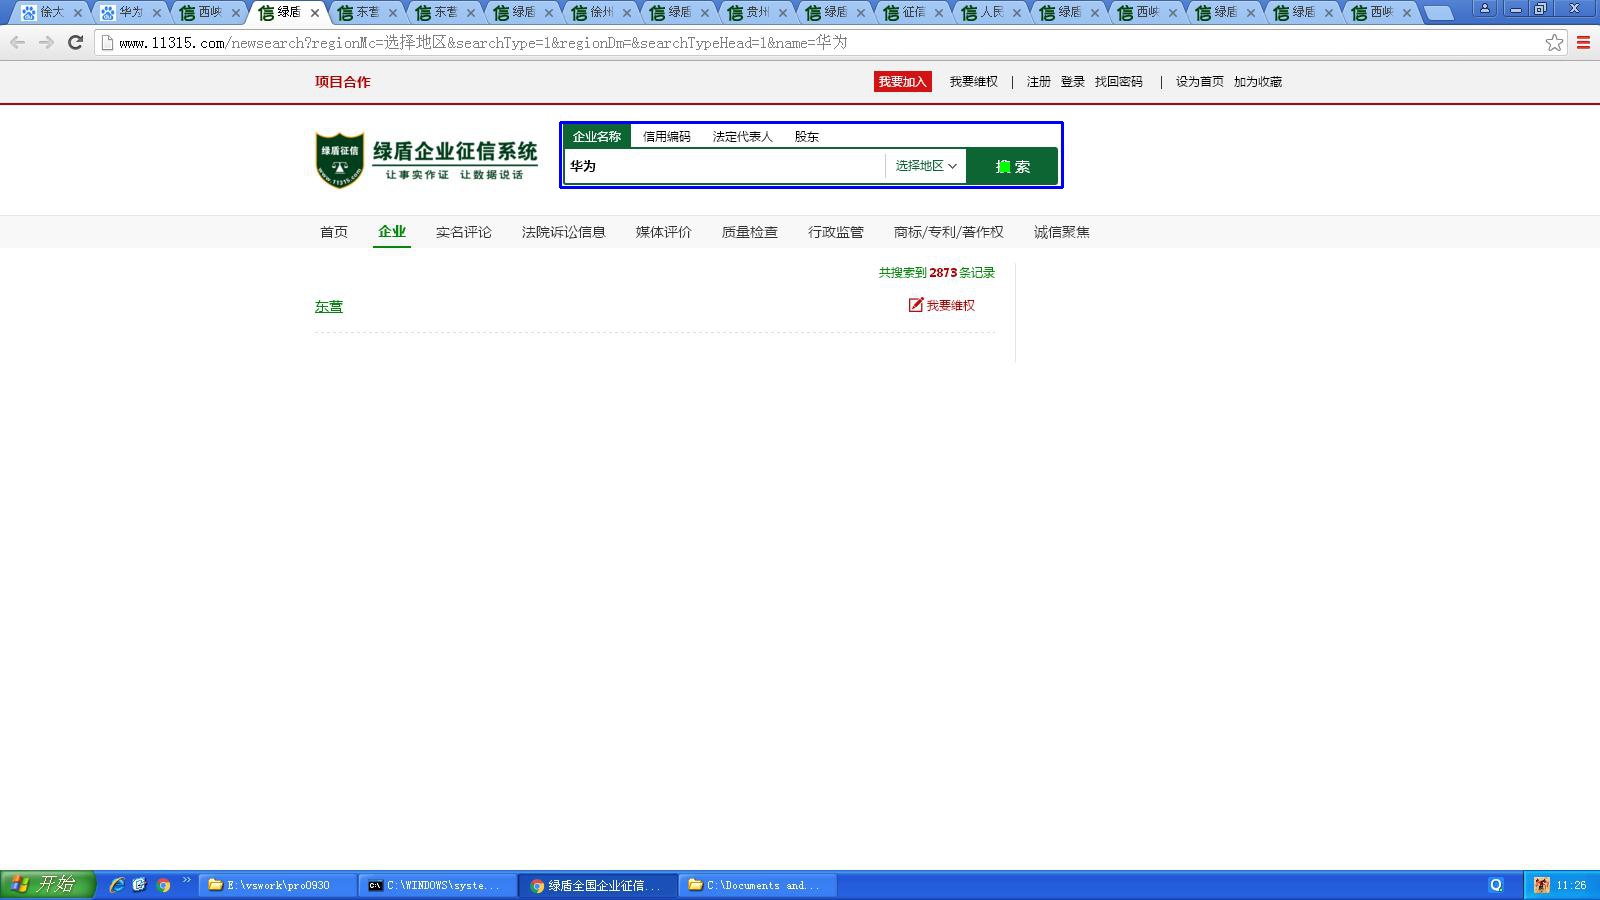 徐大 华为 西峡 绿盾 东营 东营 绿盾 徐州 绿盾 贵州 绿盾 征信 人民 绿盾 西峡 绿盾 绿盾 西峡
www.11315.com/newsearch?regionMc=选择地区&searchType=1&regionDm=&searchTypeHead=1&name=华为
项目合作 我要加入 我要维权 | 注册 登录 找回密码 | 设为首页 加为收藏
绿盾征信
www.11315.com
绿盾企业征信系统
让事实作证 让数据说话
企业名称 信用编码 法定代表人 股东
华为 选择地区 搜 索
首页 企业 实名评论 法院诉讼信息 媒体评价 质量检查 行政监管 商标/专利/著作权 诚信聚焦
共搜索到 2873 条记录
东营 我要维权
开始 E:\vswork\pro0930 C:\WINDOWS\syste... 绿盾全国企业征信... C:\Documents and... 11:26